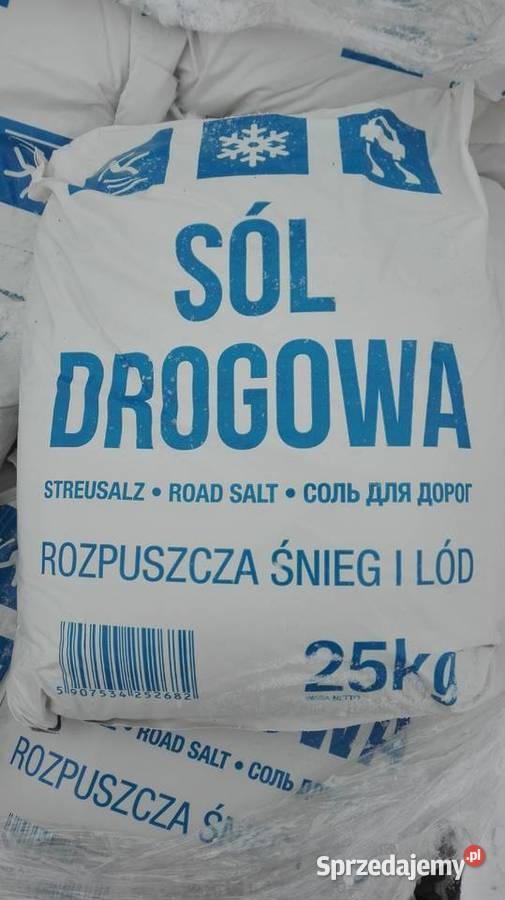 SÓL
DROGOWA
STREUSALZ • ROAD SALT • СОЛЬ ДЛЯ ДОРОГ
ROZPUSZCZA ŚNIEG I LÓD
25kg
5 907534 252682
ROAD SALT • СОЛЬ
ROZPUSZCZA
Sprzedajemy.pl